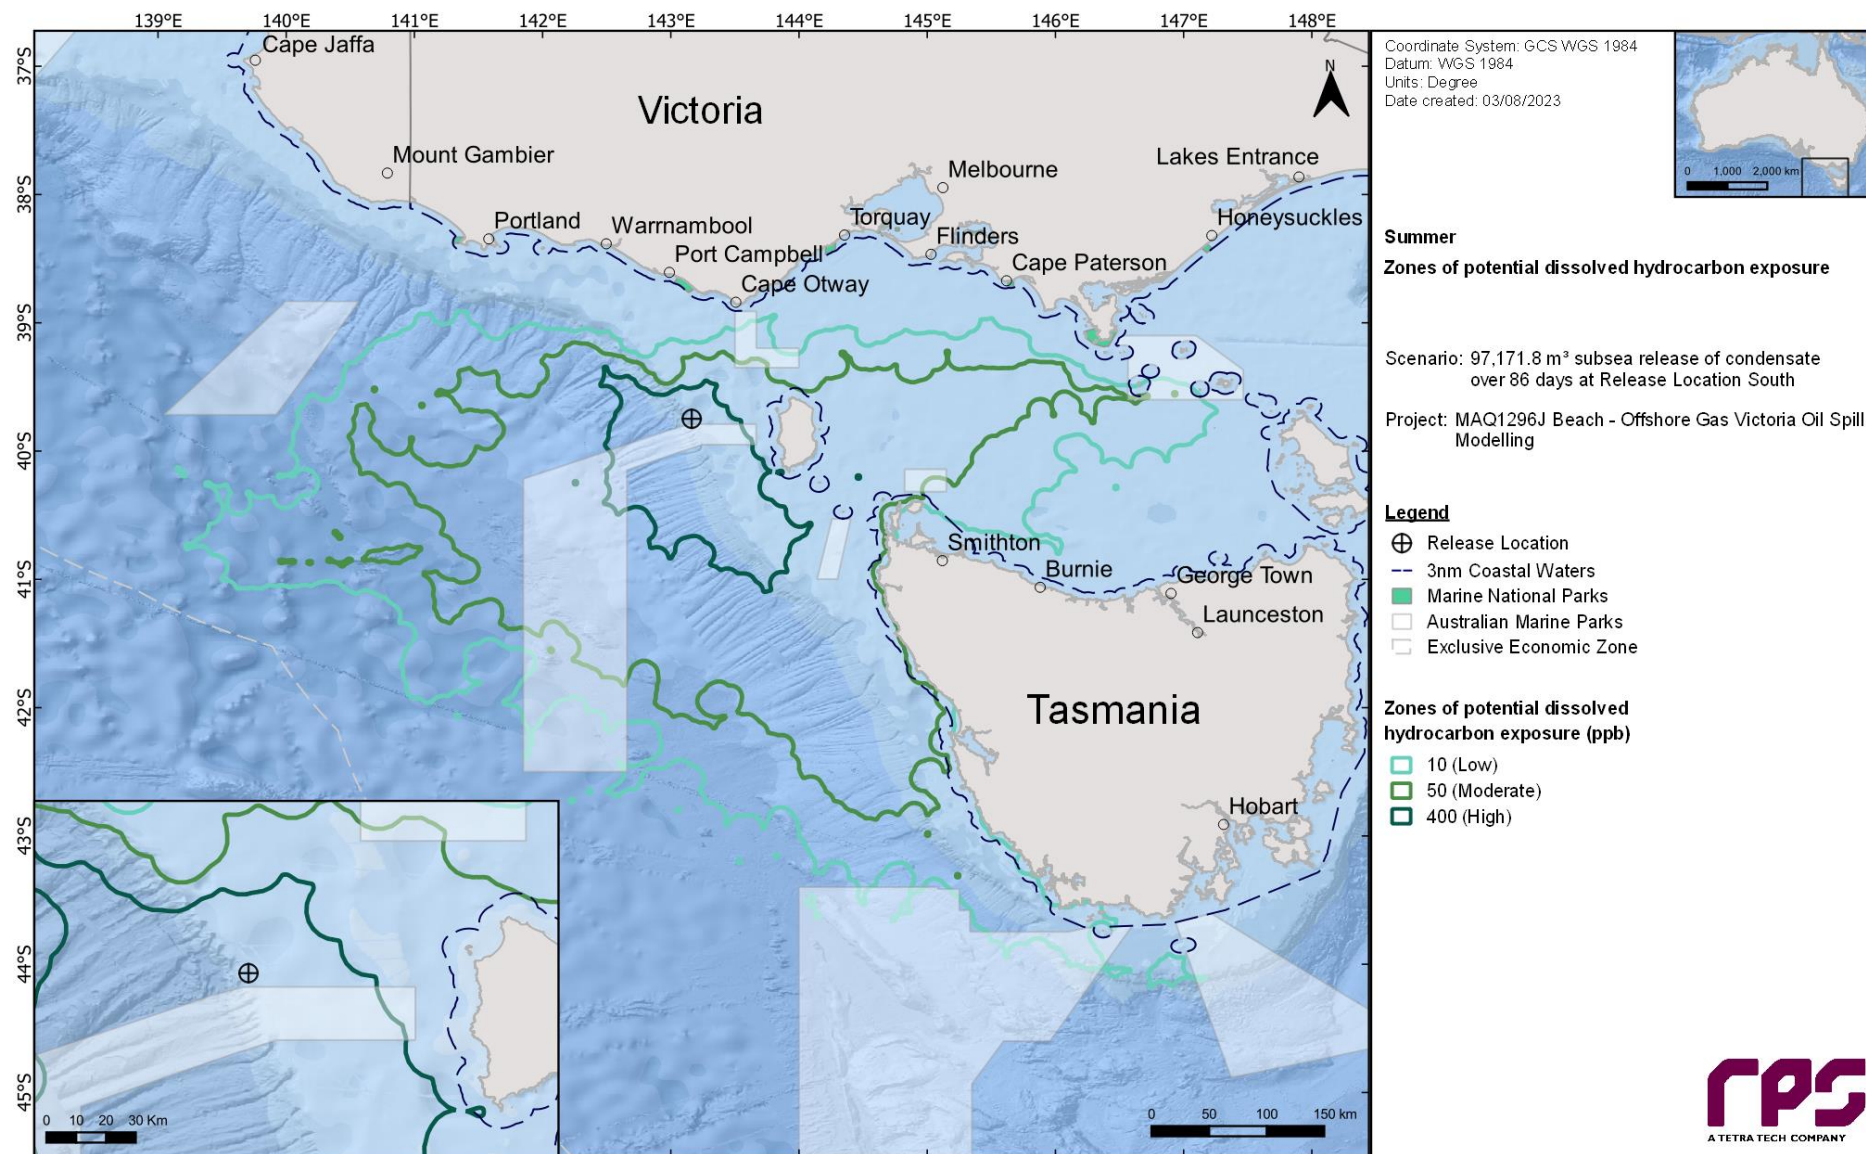 139°E 140°E 141°E 142°E 143°E 144°E 145°E 146°E 147°E 148°E
37°S
38°S
39°S
40°S
41°S
42°S
43°S
44°S
45°S
Cape Jaffa
Victoria
N
Mount Gambier
Melbourne
Lakes Entrance
Portland
Warrnambool
Torquay
Honeysuckles
Port Campbell
Flinders
Cape Otway
Cape Paterson
Smithton
Burnie
George Town
Launceston
Tasmania
Hobart
0 10 20 30 Km
0 50 100 150 km
Coordinate System: GCS WGS 1984
Datum: WGS 1984
Units: Degree
Date created: 03/08/2023
0 1,000 2,000 km
Summer
Zones of potential dissolved hydrocarbon exposure
Scenario: 97,171.8 m³ subsea release of condensate
over 86 days at Release Location South
Project: MAQ1296J Beach - Offshore Gas Victoria Oil Spill
Modelling
Legend
Release Location
3nm Coastal Waters
Marine National Parks
Australian Marine Parks
Exclusive Economic Zone
Zones of potential dissolved
hydrocarbon exposure (ppb)
10 (Low)
50 (Moderate)
400 (High)
rps
A TETRA TECH COMPANY